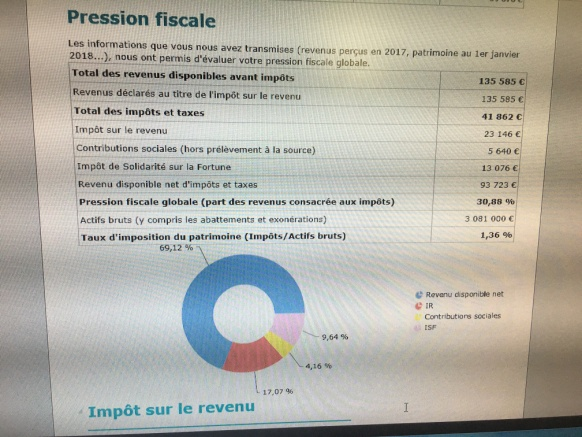 Pression fiscale
Les informations que vous nous avez transmises (revenus perçus en 2017, patrimoine au 1er janvier
2018...), nous ont permis d'évaluer votre pression fiscale globale.
Total des revenus disponibles avant impôts 135 585 €
Revenus déclarés au titre de l'impôt sur le revenu 135 585 €
Total des impôts et taxes 41 862 €
Impôt sur le revenu 23 146 €
Contributions sociales (hors prélèvement à la source) 5 640 €
Impôt de Solidarité sur la Fortune 13 076 €
Revenu disponible net d'impôts et taxes 93 723 €
Pression fiscale globale (part des revenus consacrée aux impôts) 30,88 %
Actifs bruts (y compris les abattements et exonérations) 3 081 000 €
Taux d'imposition du patrimoine (Impôts/Actifs bruts) 1,36 %
69,12 %
Revenu disponible net
IR
Contributions sociales
ISF
9,64 %
4,16 %
17,07 %
Impôt sur le revenu